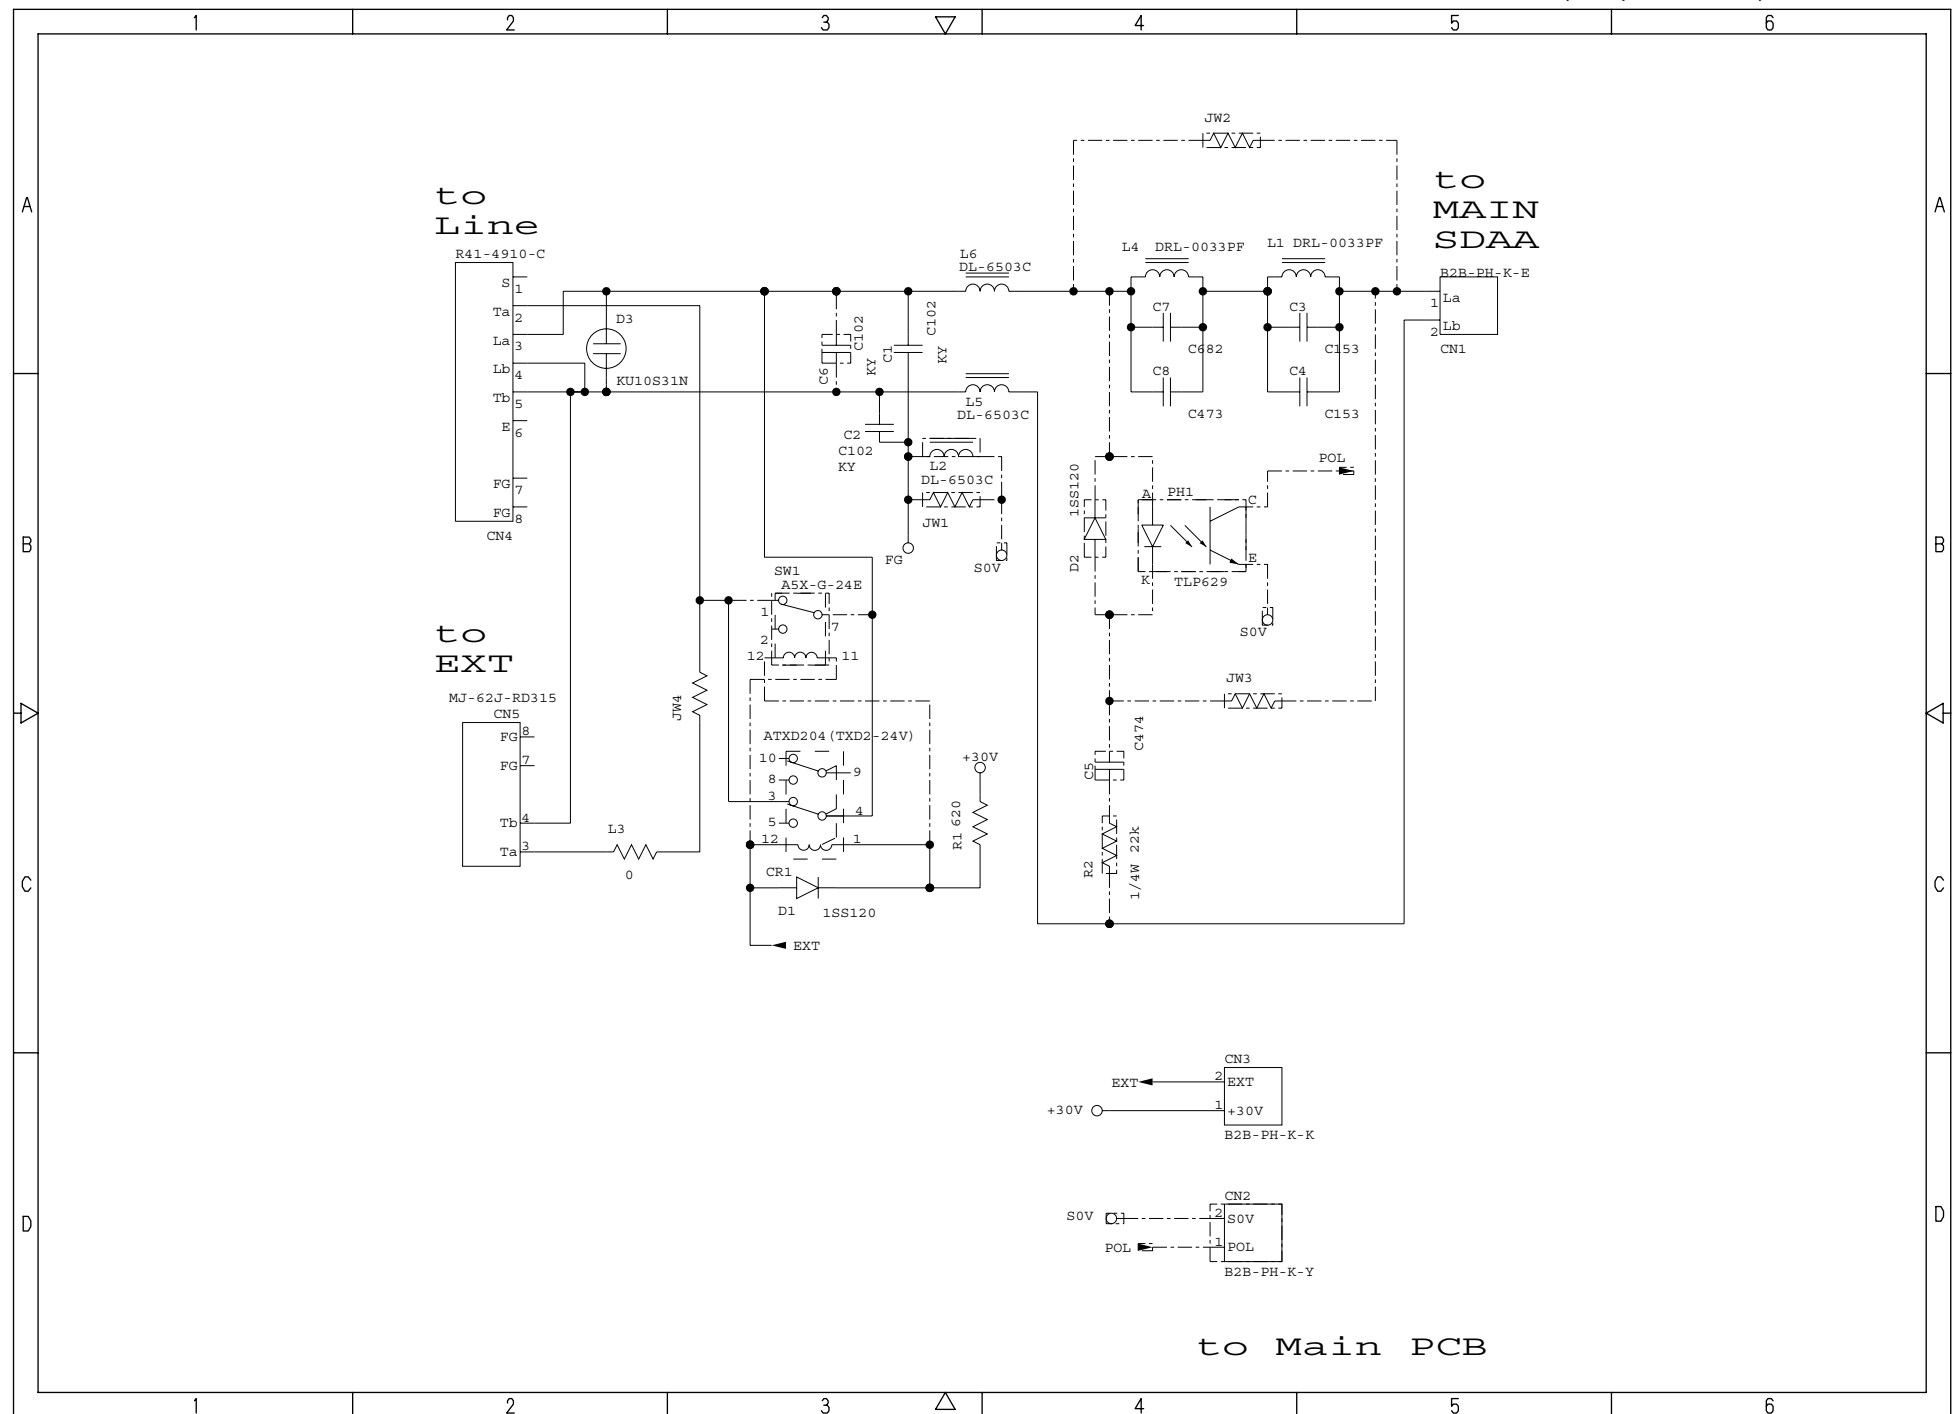 1 2 3 4 5 6
A
B
C
D
A
B
C
D
to
Line
R41-4910-C
S 1
Ta 2
La 3
Lb 4
Tb 5
E 6
FG 7
FG 8
CN4
D3
KU10S31N
C6
C102
KY
C1
C102
KY
C2
C102
KY
L6
DL-6503C
L5
DL-6503C
L2
DL-6503C
JW1
FG
S0V
JW2
L4 DRL-0033PF
L1 DRL-0033PF
C7
C682
C8
C473
C3
C153
C4
C153
to
MAIN
SDAA
B2B-PH-K-E
1 La
2 Lb
CN1
POL
1SS120
D2
A PH1 C
K TLP629 E
S0V
JW3
C474
C5
R2
1/4W 22k
SW1
A5X-G-24E
1
2
7
12 11
to
EXT
MJ-62J-RD315
CN5
FG 8
FG 7
Tb 4
Ta 3
L3
0
JW4
ATXD204(TXD2-24V)
10
9
8
3
4
5
12 1
CR1
D1 1SS120
EXT
+30V
R1 620
CN3
EXT 2 EXT
+30V 1 +30V
B2B-PH-K-K
CN2
S0V 2 S0V
POL 1 POL
B2B-PH-K-Y
to Main PCB
1 2 3 4 5 6